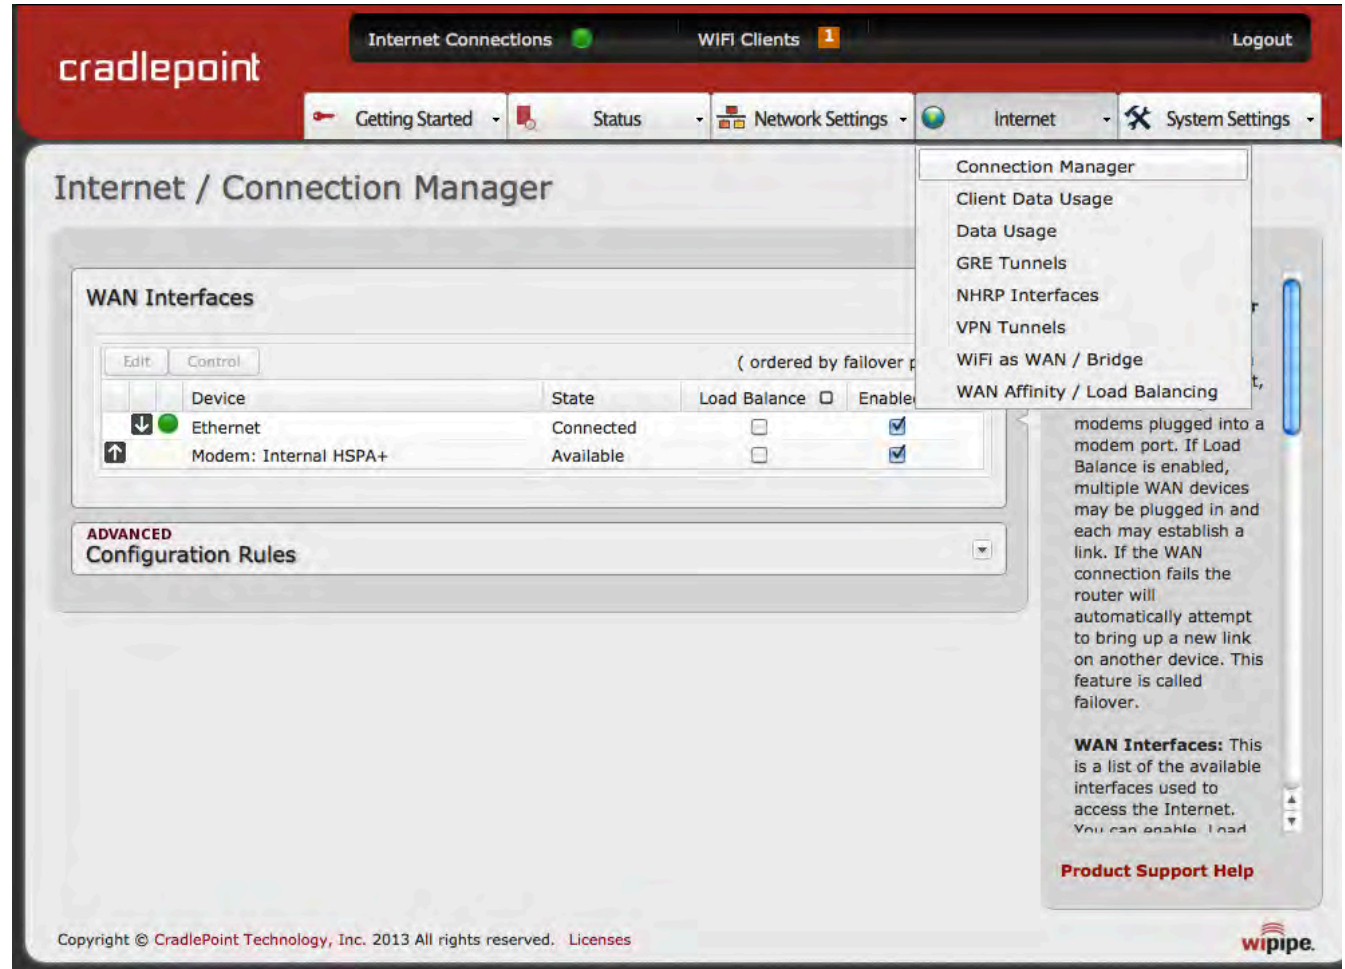 cradlepoint
Internet Connections
WiFi Clients 1
Logout
Getting Started
Status
Network Settings
Internet
System Settings
Internet / Connection Manager
Connection Manager
Client Data Usage
Data Usage
GRE Tunnels
NHRP Interfaces
VPN Tunnels
WiFi as WAN / Bridge
WAN Affinity / Load Balancing
WAN Interfaces
Edit Control
( ordered by failover
Device State Load Balance Enable
Ethernet Connected
Modem: Internal HSPA+ Available
ADVANCED
Configuration Rules
modems plugged into a
modem port. If Load
Balance is enabled,
multiple WAN devices
may be plugged in and
each may establish a
link. If the WAN
connection fails the
router will
automatically attempt
to bring up a new link
on another device. This
feature is called
failover.
WAN Interfaces: This
is a list of the available
interfaces used to
access the Internet.
You can enable, Load
Product Support Help
Copyright © CradlePoint Technology, Inc. 2013 All rights reserved. Licenses
wipipe.